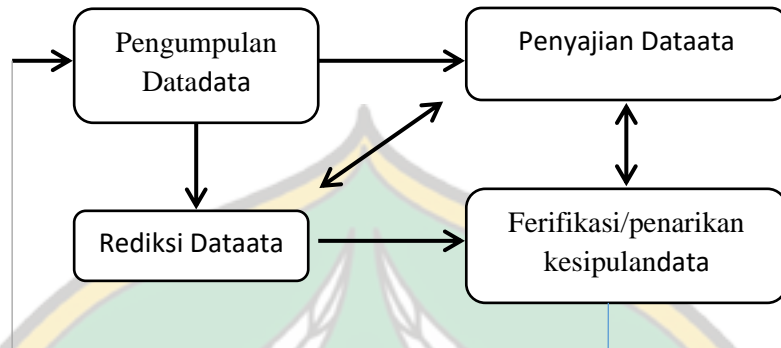 Pengumpulan
Datadata
Penyajian Dataata
Rediksi Dataata
Ferifikasi/penarikan
kesipulandata